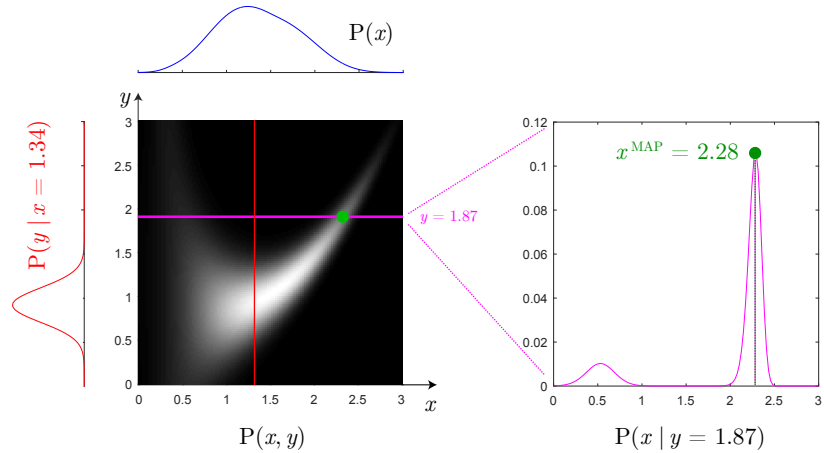 P(x)
P(y | x = 1.34)
y
3
2.5
2
1.5
1
0.5
0
0 0.5 1 1.5 2 2.5 3
x
P(x, y)
y = 1.87
0.12
0.1
0.08
0.06
0.04
0.02
0
0 0.5 1 1.5 2 2.5 3
x^MAP = 2.28
P(x | y = 1.87)